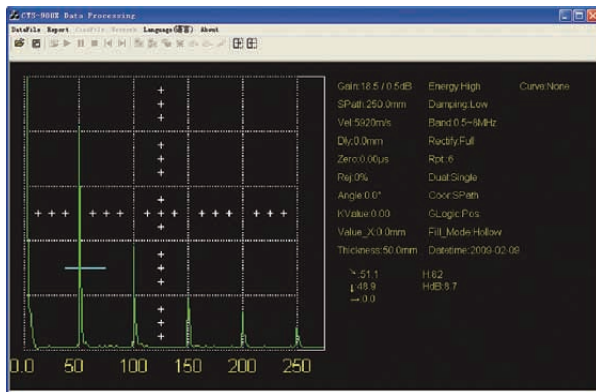 CTS-900X Data Processing
DataFile Report Language(语言) About
Gain:18.5 / 0.5dB Energy:High Curve:None
SPath:250.0mm Damping:Low
Vel:5920m/s Band:0.5~6MHz
Dly:0.0mm Rectify:Full
Zero:0.00μs Rpt:6
Rej:0% Dual:Single
Angle:0.0° Coor:SPath
KValue:0.00 GLogic:Pos
Value_X:0.0mm Fill_Mode:Hollow
Thickness:50.0mm Datetime:2009-02-09
↘:51.1 H:82
↓:48.9 HdB:8.7
→:0.0
0.0 50 100 150 200 250